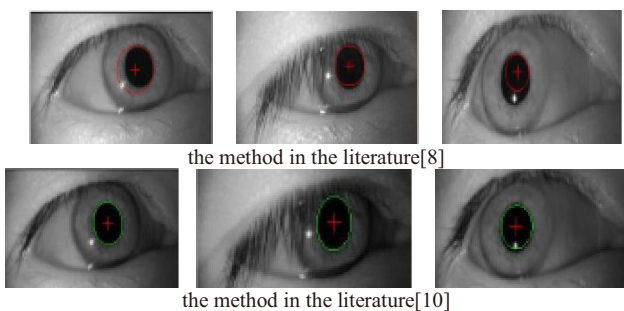 the method in the literature[8]
the method in the literature[10]